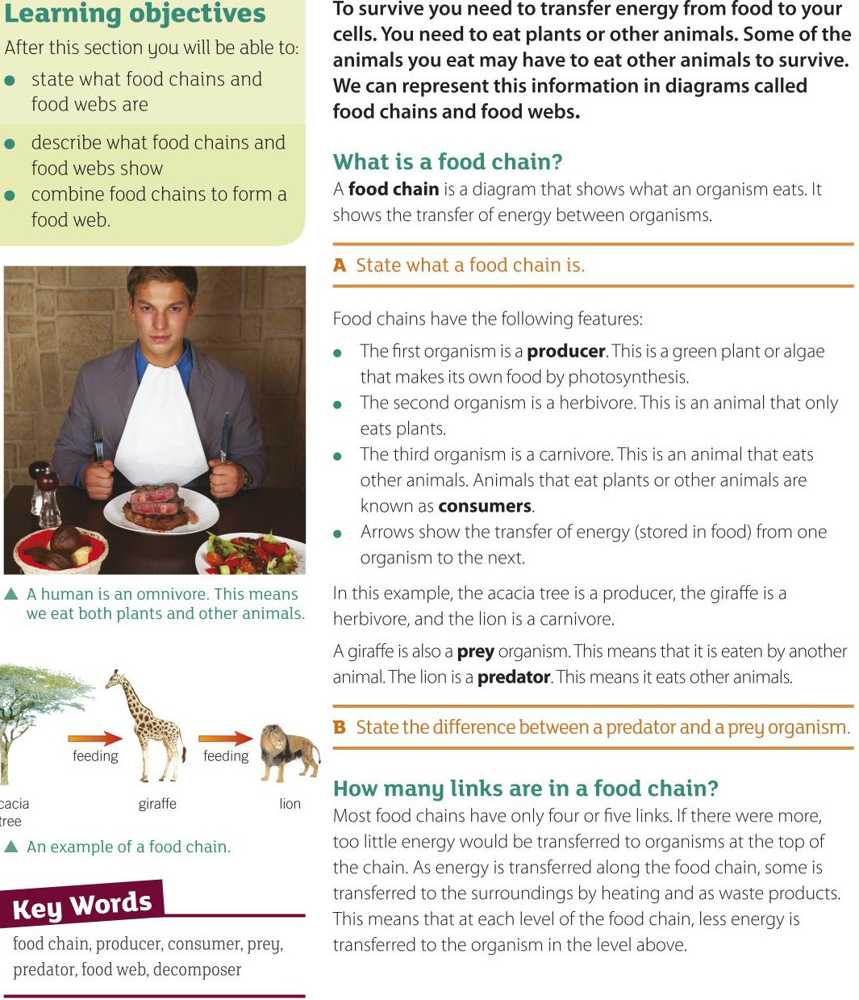 Learning objectives
After this section you will be able to:
● state what food chains and
food webs are
● describe what food chains and
food webs show
● combine food chains to form a
food web.
▲ A human is an omnivore. This means
we eat both plants and other animals.
feeding
feeding
cacia
tree
giraffe
lion
▲ An example of a food chain.
Key Words
food chain, producer, consumer, prey,
predator, food web, decomposer
To survive you need to transfer energy from food to your
cells. You need to eat plants or other animals. Some of the
animals you eat may have to eat other animals to survive.
We can represent this information in diagrams called
food chains and food webs.
What is a food chain?
A food chain is a diagram that shows what an organism eats. It
shows the transfer of energy between organisms.
A State what a food chain is.
Food chains have the following features:
● The first organism is a producer. This is a green plant or algae
that makes its own food by photosynthesis.
● The second organism is a herbivore. This is an animal that only
eats plants.
● The third organism is a carnivore. This is an animal that eats
other animals. Animals that eat plants or other animals are
known as consumers.
● Arrows show the transfer of energy (stored in food) from one
organism to the next.
In this example, the acacia tree is a producer, the giraffe is a
herbivore, and the lion is a carnivore.
A giraffe is also a prey organism. This means that it is eaten by another
animal. The lion is a predator. This means it eats other animals.
B State the difference between a predator and a prey organism.
How many links are in a food chain?
Most food chains have only four or five links. If there were more,
too little energy would be transferred to organisms at the top of
the chain. As energy is transferred along the food chain, some is
transferred to the surroundings by heating and as waste products.
This means that at each level of the food chain, less energy is
transferred to the organism in the level above.